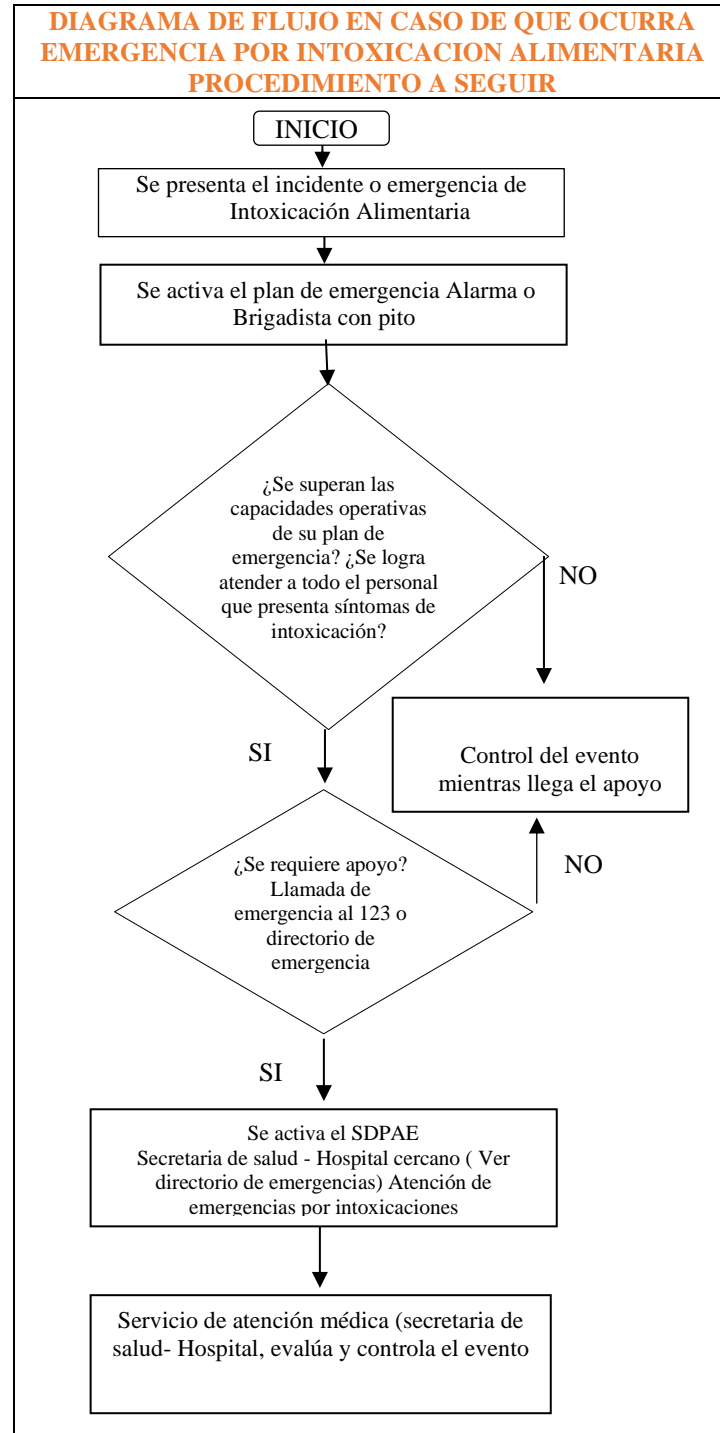 DIAGRAMA DE FLUJO EN CASO DE QUE OCURRA
EMERGENCIA POR INTOXICACION ALIMENTARIA
PROCEDIMIENTO A SEGUIR
INICIO
Se presenta el incidente o emergencia de
Intoxicación Alimentaria
Se activa el plan de emergencia Alarma o
Brigadista con pito
¿Se superan las
capacidades operativas
de su plan de
emergencia? ¿Se logra
atender a todo el personal
que presenta síntomas de
intoxicación?
NO
Control del evento
mientras llega el apoyo
SI
¿Se requiere apoyo?
Llamada de
emergencia al 123 o
directorio de
emergencia
NO
SI
Se activa el SDPAE
Secretaria de salud - Hospital cercano ( Ver
directorio de emergencias) Atención de
emergencias por intoxicaciones
Servicio de atención médica (secretaria de
salud- Hospital, evalúa y controla el evento